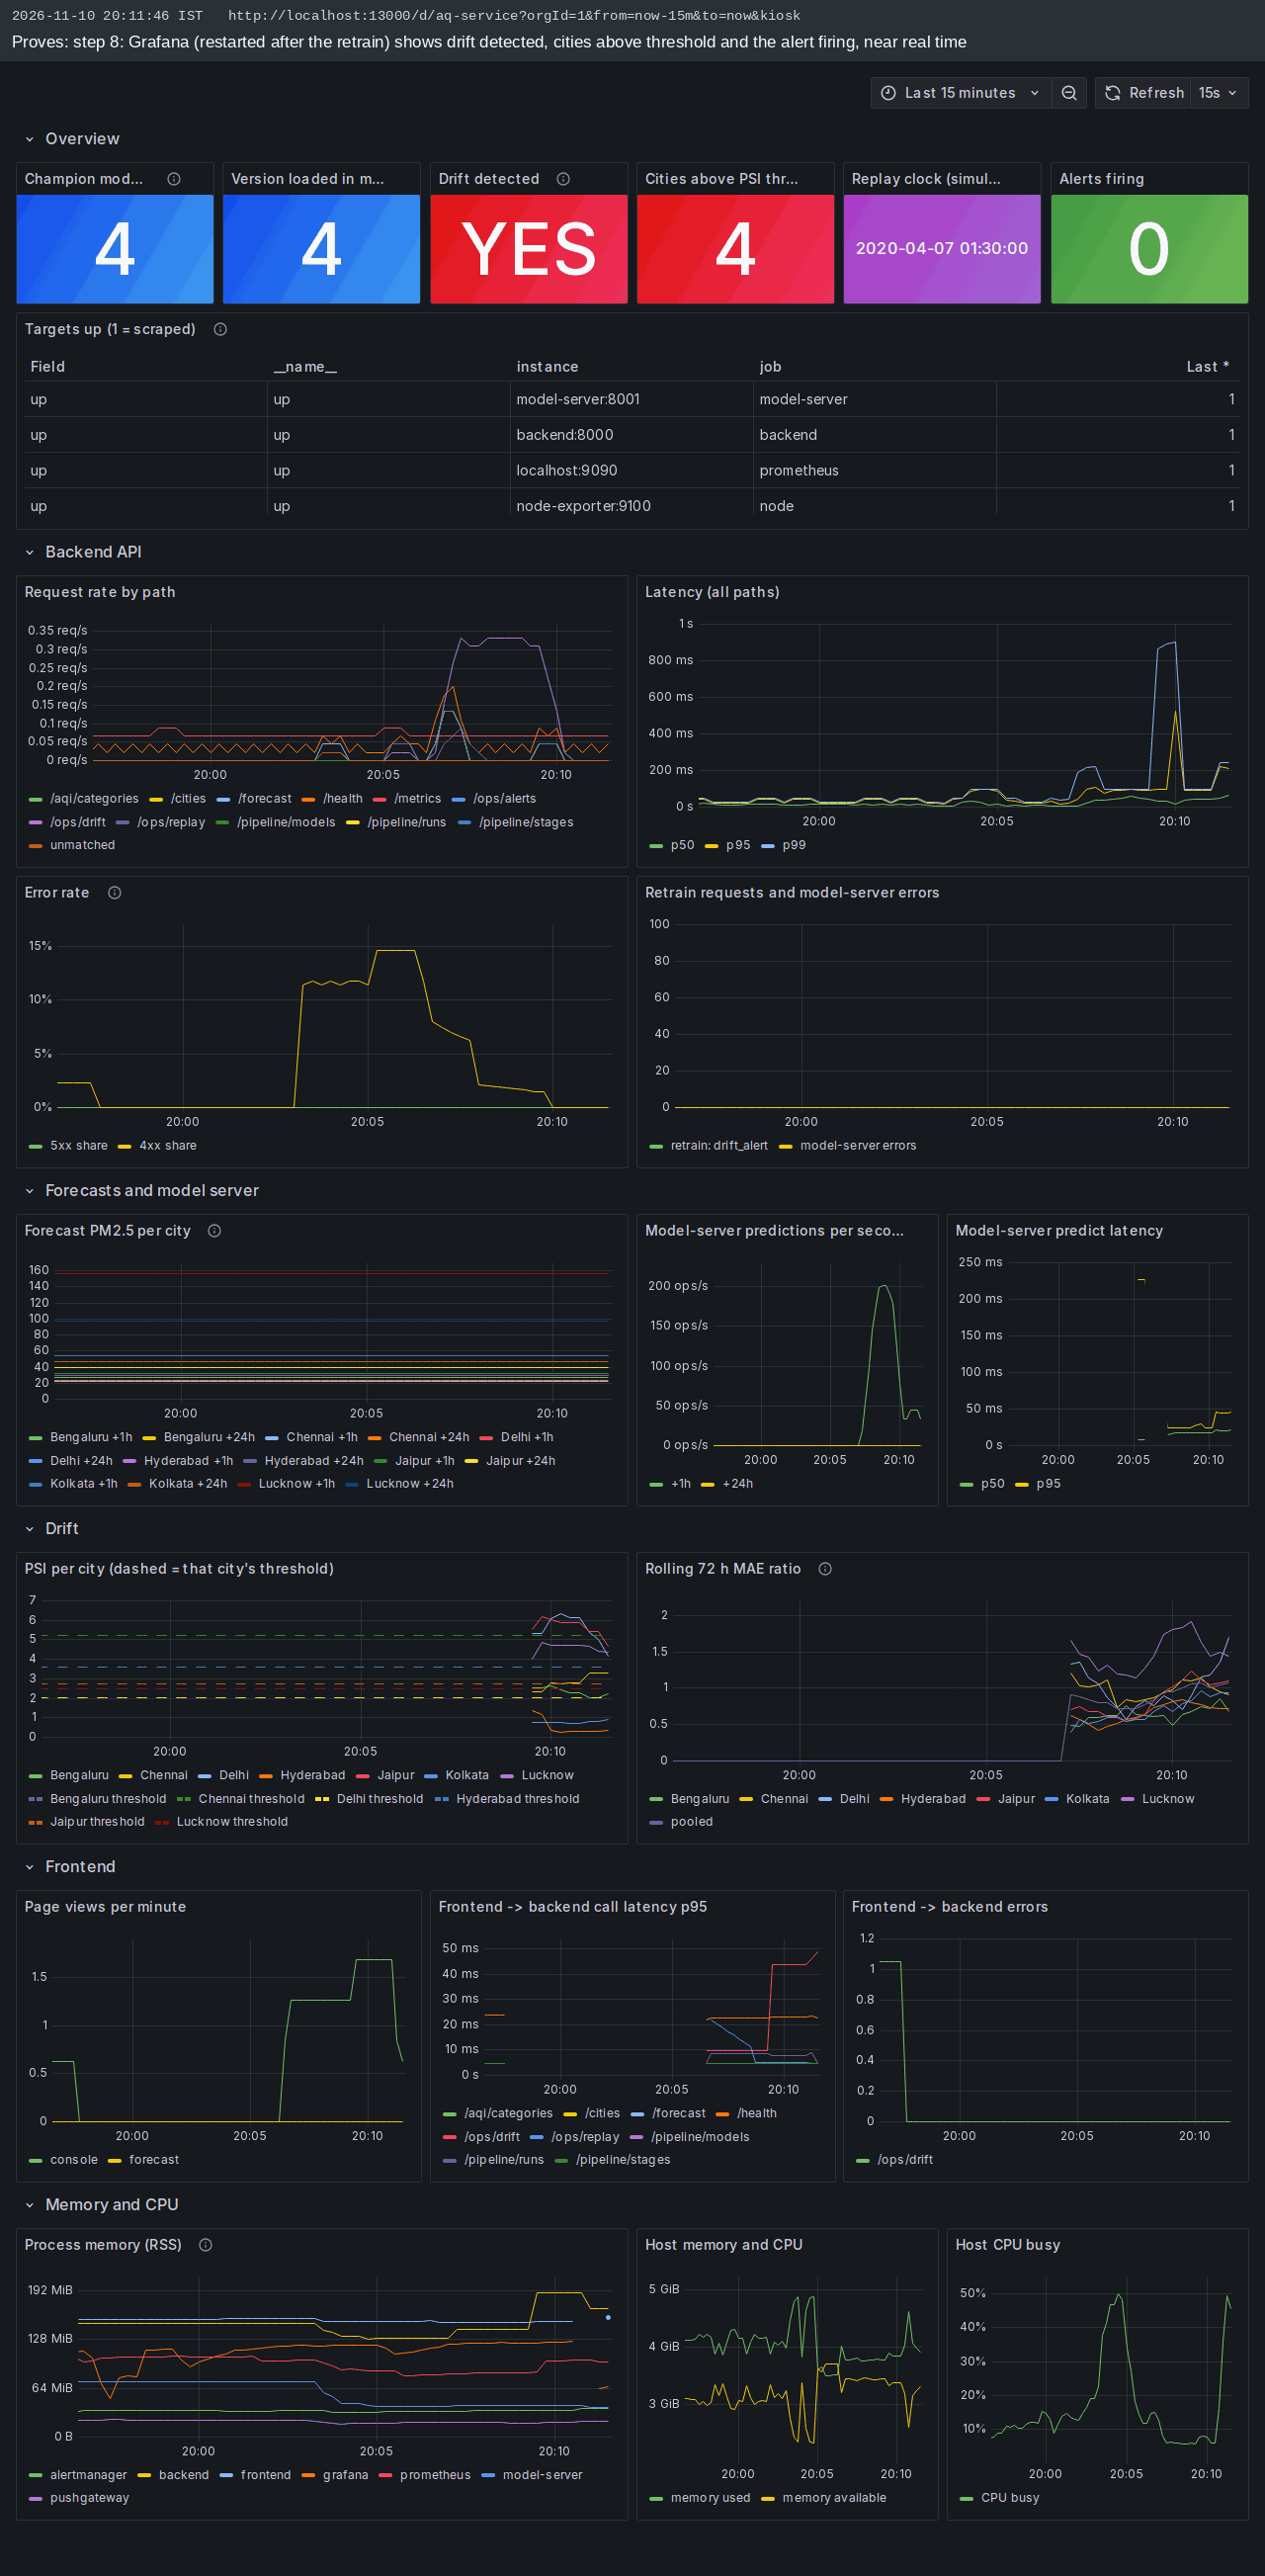 2026-11-10 20:11:46 IST http://localhost:13000/d/aq-service?orgId=1&from=now-15m&to=now&kiosk
Proves: step 8: Grafana (restarted after the retrain) shows drift detected, cities above threshold and the alert firing, near real time
Last 15 minutes Refresh 15s
Overview
Champion mod... Version loaded in m... Drift detected Cities above PSI thr... Replay clock (simul... Alerts firing
4 4 YES 4 2020-04-07 01:30:00 0
Targets up (1 = scraped)
Field __name__ instance job Last *
up up model-server:8001 model-server 1
up up backend:8000 backend 1
up up localhost:9090 prometheus 1
up up node-exporter:9100 node 1
Backend API
Request rate by path
0.35 req/s
0.3 req/s
0.25 req/s
0.2 req/s
0.15 req/s
0.1 req/s
0.05 req/s
0 req/s
20:00 20:05 20:10
/aqi/categories /cities /forecast /health /metrics /ops/alerts
/ops/drift /ops/replay /pipeline/models /pipeline/runs /pipeline/stages
unmatched
Latency (all paths)
1 s
800 ms
600 ms
400 ms
200 ms
0 s
20:00 20:05 20:10
p50 p95 p99
Error rate
15%
10%
5%
0%
20:00 20:05 20:10
5xx share 4xx share
Retrain requests and model-server errors
100
80
60
40
20
0
20:00 20:05 20:10
retrain: drift_alert model-server errors
Forecasts and model server
Forecast PM2.5 per city
160
140
120
100
80
60
40
20
0
20:00 20:05 20:10
Bengaluru +1h Bengaluru +24h Chennai +1h Chennai +24h Delhi +1h
Delhi +24h Hyderabad +1h Hyderabad +24h Jaipur +1h Jaipur +24h
Kolkata +1h Kolkata +24h Lucknow +1h Lucknow +24h
Model-server predictions per seco...
200 ops/s
150 ops/s
100 ops/s
50 ops/s
0 ops/s
20:00 20:05 20:10
+1h +24h
Model-server predict latency
250 ms
200 ms
150 ms
100 ms
50 ms
0 s
20:00 20:05 20:10
p50 p95
Drift
PSI per city (dashed = that city's threshold)
7
6
5
4
3
2
1
0
20:00 20:05 20:10
Bengaluru Chennai Delhi Hyderabad Jaipur Kolkata Lucknow
Bengaluru threshold Chennai threshold Delhi threshold Hyderabad threshold
Jaipur threshold Lucknow threshold
Rolling 72 h MAE ratio
2
1.5
1
0.5
0
20:00 20:05 20:10
Bengaluru Chennai Delhi Hyderabad Jaipur Kolkata Lucknow
pooled
Frontend
Page views per minute
1.5
1
0.5
0
20:00 20:05 20:10
console forecast
Frontend -> backend call latency p95
50 ms
40 ms
30 ms
20 ms
10 ms
0 s
20:00 20:05 20:10
/aqi/categories /cities /forecast /health
/ops/drift /ops/replay /pipeline/models
/pipeline/runs /pipeline/stages
Frontend -> backend errors
1.2
1
0.8
0.6
0.4
0.2
0
20:00 20:05 20:10
/ops/drift
Memory and CPU
Process memory (RSS)
192 MiB
128 MiB
64 MiB
0 B
20:00 20:05 20:10
alertmanager backend frontend grafana prometheus model-server
pushgateway
Host memory and CPU
5 GiB
4 GiB
3 GiB
20:00 20:05 20:10
memory used memory available
Host CPU busy
50%
40%
30%
20%
10%
20:00 20:05 20:10
CPU busy